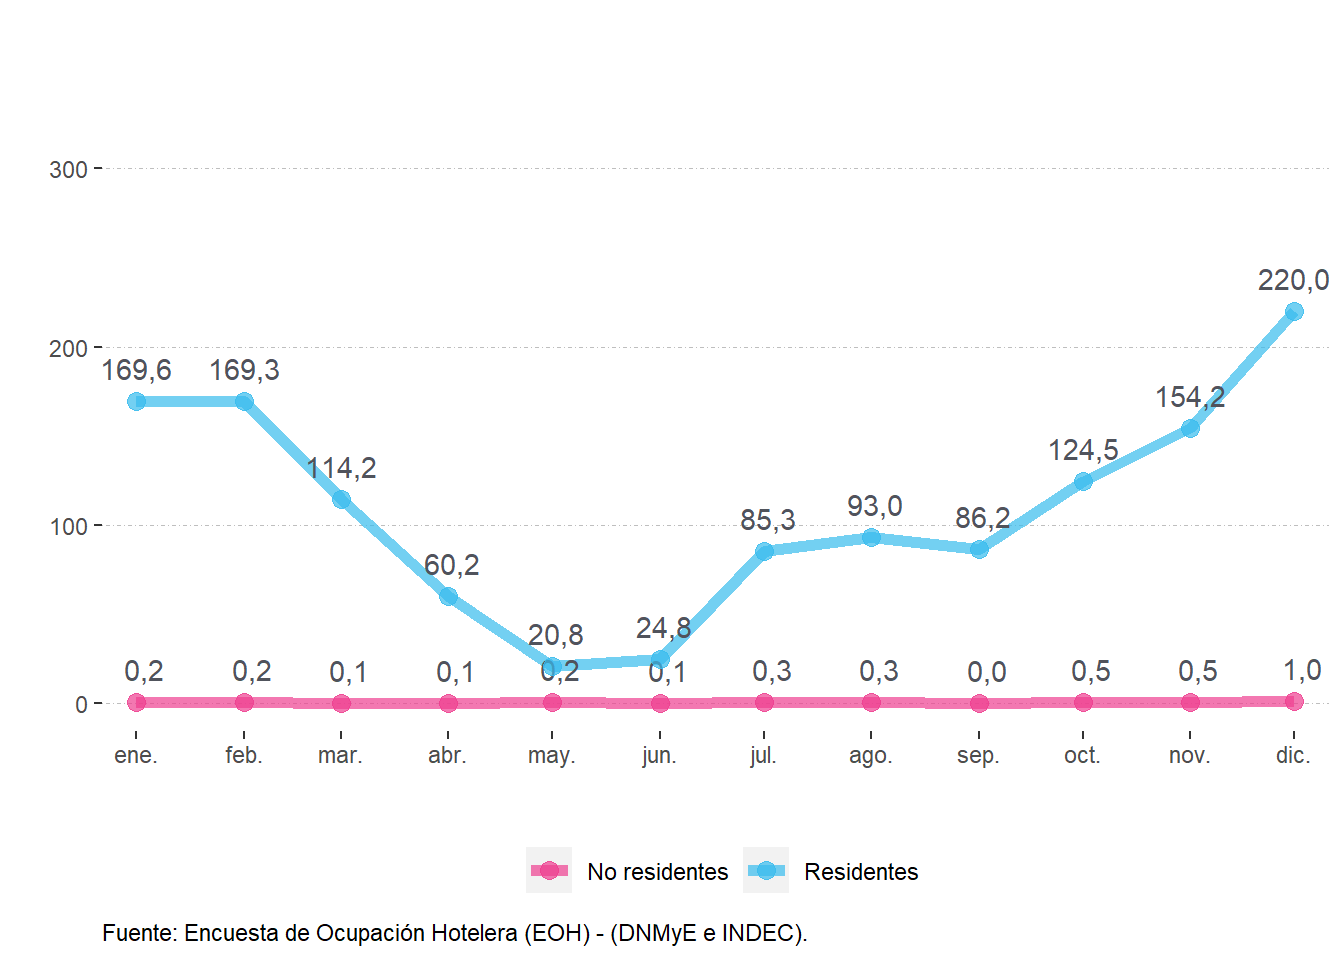 300
200
100
0
169,6 169,3 114,2 60,2 20,8 24,8 85,3 93,0 86,2 124,5 154,2 220,0
0,2 0,2 0,1 0,1 0,2 0,1 0,3 0,3 0,0 0,5 0,5 1,0
ene. feb. mar. abr. may. jun. jul. ago. sep. oct. nov. dic.
No residentes Residentes
Fuente: Encuesta de Ocupación Hotelera (EOH) - (DNMyE e INDEC).